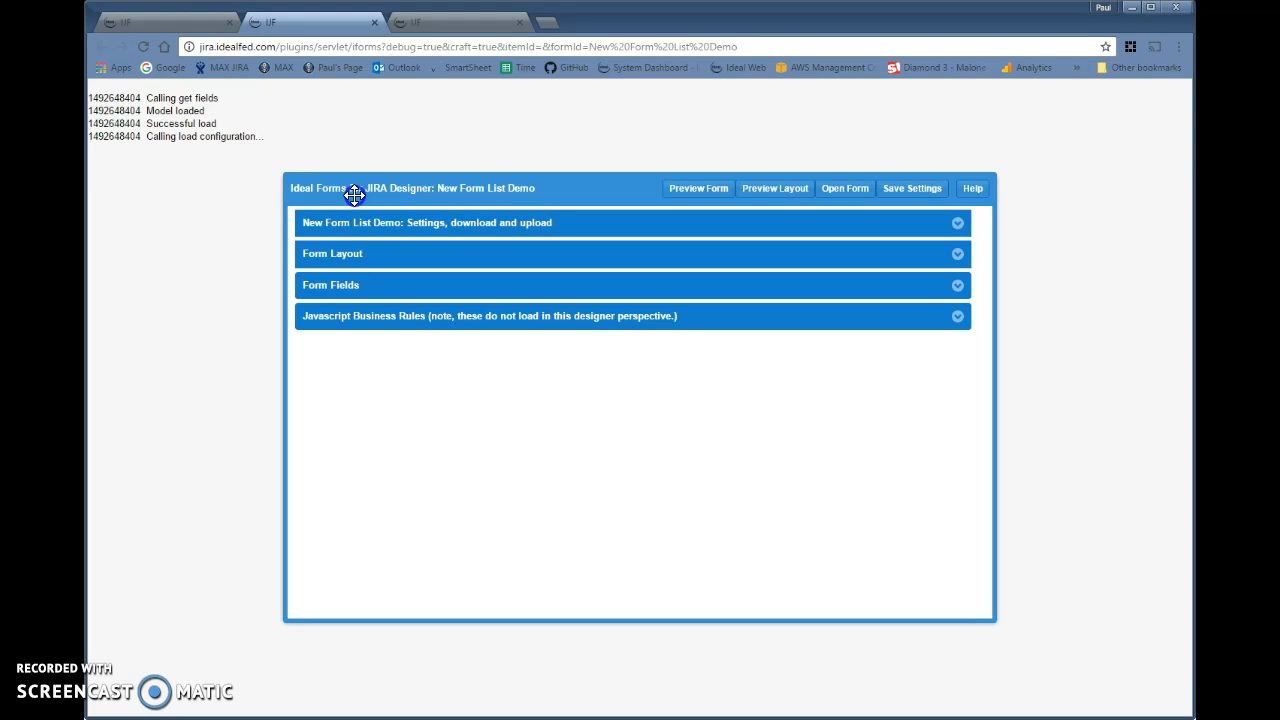 Paul
IJF
IJF
IJF
jira.idealfed.com/plugins/servlet/iforms?debug=true&craft=true&itemId=&formId=New%20Form%20List%20Demo
Apps Google MAX JIRA MAX Paul's Page Outlook SmartSheet Time GitHub System Dashboard - Ideal Web AWS Management Co Diamond 3 - Malone Analytics » Other bookmarks
1492648404 Calling get fields
1492648404 Model loaded
1492648404 Successful load
1492648404 Calling load configuration...
Ideal Forms JIRA Designer: New Form List Demo Preview Form Preview Layout Open Form Save Settings Help
New Form List Demo: Settings, download and upload
Form Layout
Form Fields
Javascript Business Rules (note, these do not load in this designer perspective.)
RECORDED WITH
SCREENCAST MATIC